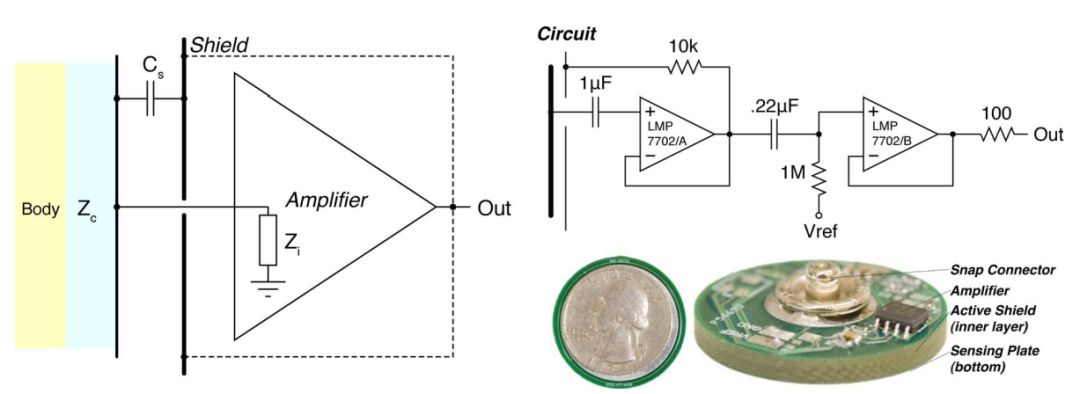 Shield
C_s
Body
Z_c
Amplifier
Z_i
Out
Circuit
10k
1µF
+
LMP
7702/A
−
.22µF
1M
Vref
+
LMP
7702/B
−
100
Out
Snap Connector
Amplifier
Active Shield
(inner layer)
Sensing Plate
(bottom)